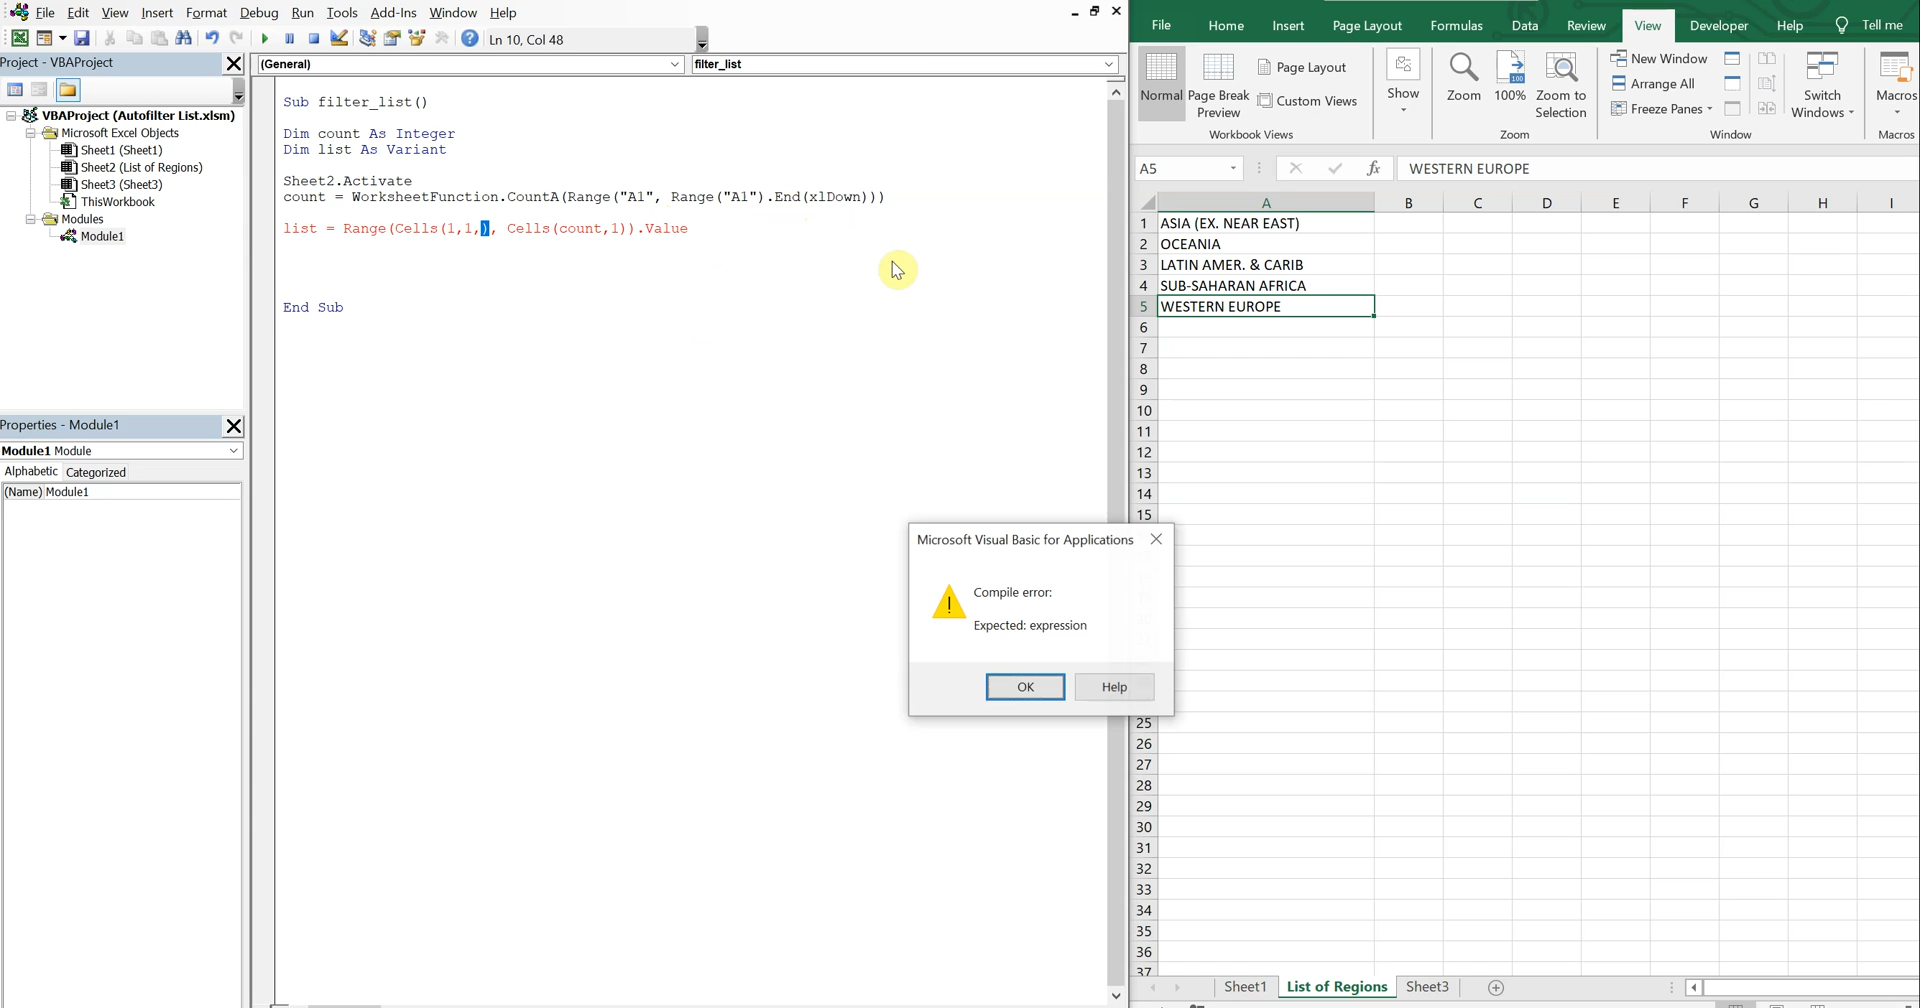 File Edit View Insert Format Debug Run Tools Add-Ins Window Help
Ln 10, Col 48
Project - VBAProject
VBAProject (Autofilter List.xlsm)
Microsoft Excel Objects
Sheet1 (Sheet1)
Sheet2 (List of Regions)
Sheet3 (Sheet3)
ThisWorkbook
Modules
Module1
Properties - Module1
Module1 Module
Alphabetic Categorized
(Name) Module1
(General) filter_list
Sub filter_list()
Dim count As Integer
Dim list As Variant
Sheet2.Activate
count = WorksheetFunction.CountA(Range("A1", Range("A1").End(xlDown)))
list = Range(Cells(1,1,), Cells(count,1)).Value
End Sub
Microsoft Visual Basic for Applications
Compile error:
Expected: expression
OK Help
File Home Insert Page Layout Formulas Data Review View Developer Help Tell me
Normal
Page Break
Preview
Page Layout
Custom Views
Workbook Views
Show
Zoom
100
100%
Zoom to
Selection
Zoom
New Window
Arrange All
Freeze Panes
Switch
Windows
Window
Macros
Macros
A5 fx WESTERN EUROPE
A B C D E F G H I
1 ASIA (EX. NEAR EAST)
2 OCEANIA
3 LATIN AMER. & CARIB
4 SUB-SAHARAN AFRICA
5 WESTERN EUROPE
6
7
8
9
10
11
12
13
14
15
25
26
27
28
29
30
31
32
33
34
35
36
37
Sheet1 List of Regions Sheet3